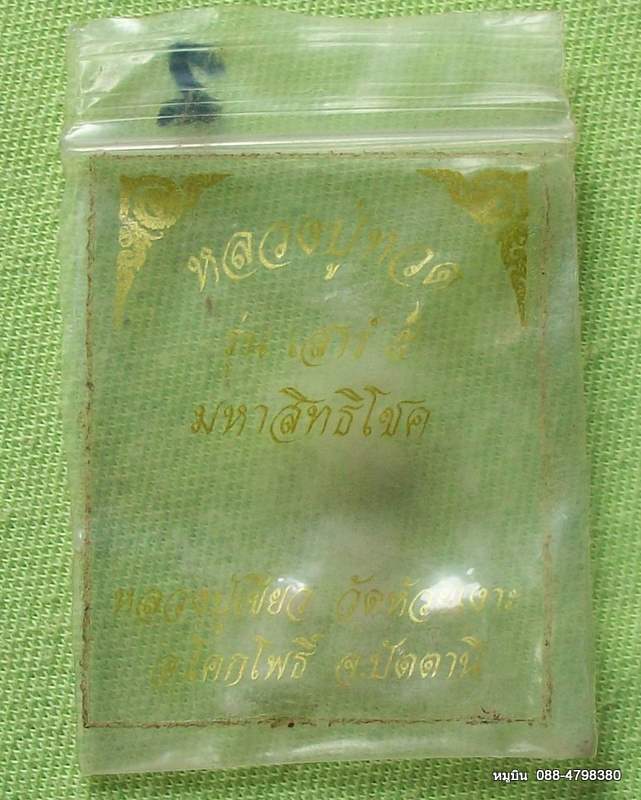 2
หลวงปู่ทวด
รุ่น เสาร์ ๕
มหาสิทธิโชค
หลวงปู่เขียว วัดห้วยเงาะ
อ.โคกโพธิ์ จ.ปัตตานี
หมูบิน 088-4798380